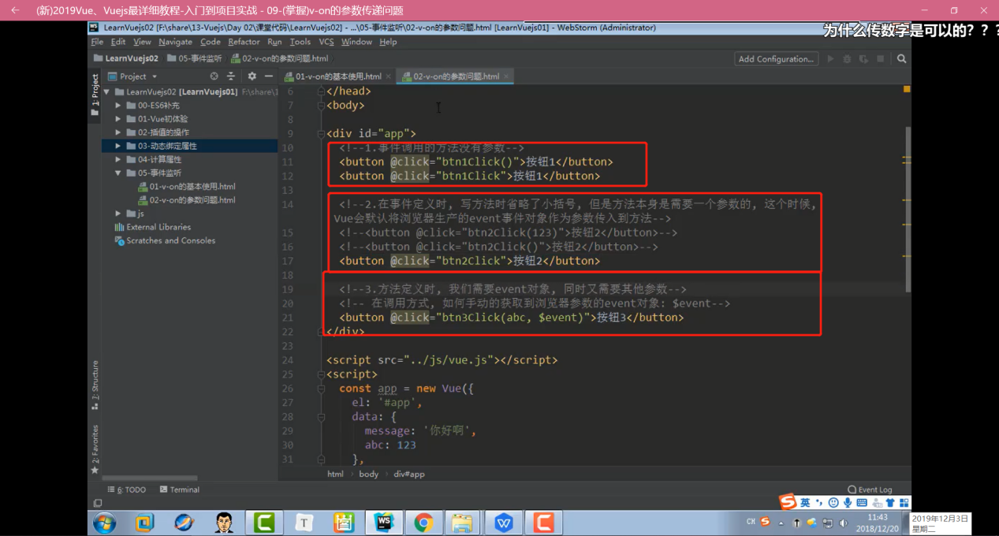 (新)2019Vue、Vuejs最详细教程-入门到项目实战 - 09-(掌握)v-on的参数传递问题
LearnVuejs02 [F:\share\13-Vuejs\Day 02\课堂代码\LearnVuejs02] - ...\05-事件监听\02-v-on的参数问题.html [LearnVuejs01] - WebStorm (Administrator)
为什么传数字是可以的？？？
File Edit View Navigate Code Refactor Run Tools VCS Window Help
LearnVuejs02 05-事件监听 02-v-on的参数问题.html
Add Configuration...
Project
01-v-on的基本使用.html
02-v-on的参数问题.html
1: Project
LearnVuejs02 [LearnVuejs01] F:\share\1
00-ES6补充
01-Vue初体验
02-插值的操作
03-动态绑定属性
04-计算属性
05-事件监听
01-v-on的基本使用.html
02-v-on的参数问题.html
js
External Libraries
Scratches and Consoles
6 </head>
7 <body>
8
9 <div id="app">
10 <!--1.事件调用的方法没有参数-->
11 <button @click="btn1Click()">按钮1</button>
12 <button @click="btn1Click">按钮1</button>
13
14 <!--2.在事件定义时, 写方法时省略了小括号, 但是方法本身是需要一个参数的, 这个时候,
Vue会默认将浏览器生产的event事件对象作为参数传入到方法-->
15 <!--<button @click="btn2Click(123)">按钮2</button>-->
16 <!--<button @click="btn2Click()">按钮2</button>-->
17 <button @click="btn2Click">按钮2</button>
18
19 <!--3.方法定义时, 我们需要event对象, 同时又需要其他参数-->
20 <!-- 在调用方式, 如何手动的获取到浏览器参数的event对象: $event-->
21 <button @click="btn3Click(abc, $event)">按钮3</button>
22 </div>
23
24 <script src="../js/vue.js"></script>
25 <script>
26 const app = new Vue({
27 el: '#app',
28 data: {
29 message: '你好啊',
30 abc: 123
31 },
7: Structure
2: Favorites
html body div#app
6: TODO Terminal
Event Log
英
CH
11:43
2018/12/20
2019年12月3日
星期二